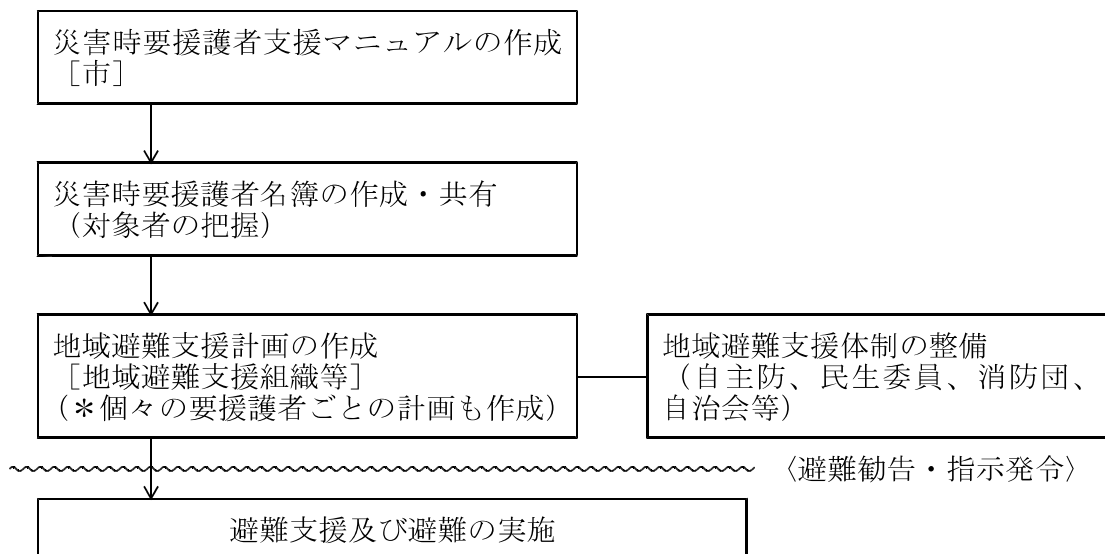 災害時要援護者支援マニュアルの作成
［市］
災害時要援護者名簿の作成・共有
（対象者の把握）
地域避難支援計画の作成
［地域避難支援組織等］
（＊個々の要援護者ごとの計画も作成）
地域避難支援体制の整備
（自主防、民生委員、消防団、
自治会等）
〈避難勧告・指示発令〉
避難支援及び避難の実施